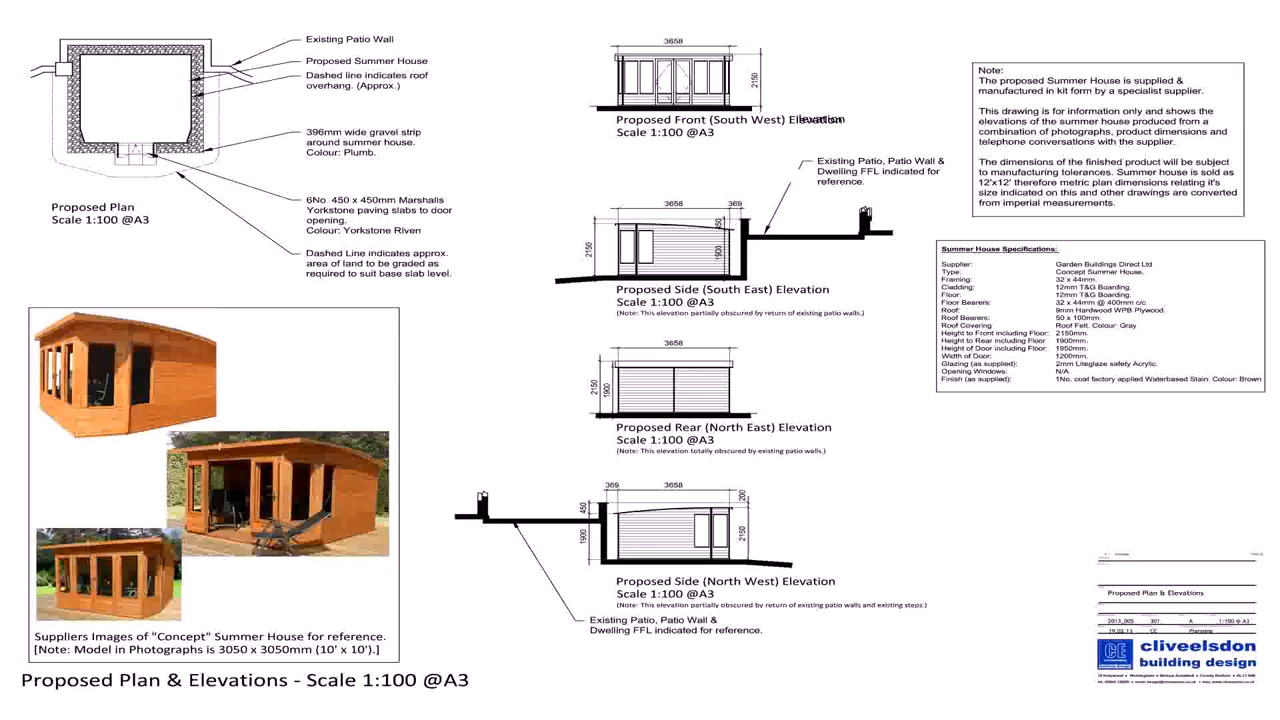 Existing Patio Wall
Proposed Summer House
Dashed line indicates roof
overhang. (Approx.)
396mm wide gravel strip
around summer house.
Colour: Plumb.
6No. 450 x 450mm Marshalls
Yorkstone paving slabs to door
opening.
Colour: Yorkstone Riven
Dashed Line indicates approx.
area of land to be graded as
required to suit base slab level.
Proposed Plan
Scale 1:100 @A3
Suppliers Images of "Concept" Summer House for reference.
[Note: Model in Photographs is 3050 x 3050mm (10' x 10').]
Proposed Plan & Elevations - Scale 1:100 @A3
3658
2150
Proposed Front (South West) Elevation
Scale 1:100 @A3
Existing Patio, Patio Wall &
Dwelling FFL indicated for
reference.
3658
369
450
2150
1900
Proposed Side (South East) Elevation
Scale 1:100 @A3
(Note: This elevation partially obscured by return of existing patio walls.)
3658
2150
1900
Proposed Rear (North East) Elevation
Scale 1:100 @A3
(Note: This elevation totally obscured by existing patio walls.)
369
3658
200
450
1900
2150
Proposed Side (North West) Elevation
Scale 1:100 @A3
(Note: This elevation partially obscured by return of existing patio walls and existing steps.)
Existing Patio, Patio Wall &
Dwelling FFL indicated for reference.
Note:
The proposed Summer House is supplied &
manufactured in kit form by a specialist supplier.
This drawing is for information only and shows the
elevations of the summer house produced from a
combination of photographs, product dimensions and
telephone conversations with the supplier.
The dimensions of the finished product will be subject
to manufacturing tolerances. Summer house is sold as
12'x12' therefore metric plan dimensions relating it's
size indicated on this and other drawings are converted
from imperial measurements.
Summer House Specifications:
Supplier: Garden Buildings Direct Ltd
Type: Concept Summer House.
Framing: 32 x 44mm.
Cladding: 12mm T&G Boarding.
Floor: 12mm T&G Boarding.
Floor Bearers: 32 x 44mm @ 400mm c/c.
Roof: 9mm Hardwood WPB Plywood.
Roof Bearers: 50 x 100mm.
Roof Covering Roof Felt. Colour: Gray
Height to Front including Floor: 2150mm.
Height to Rear including Floor 1900mm.
Height of Door including Floor: 1950mm.
Width of Door: 1200mm.
Glazing (as supplied): 2mm Liteglaze safety Acrylic.
Opening Windows: N/A.
Finish (as supplied): 1No. coat factory applied Waterbased Stain. Colour: Brown
Proposed Plan & Elevations
2013_005 301 A 1:100 @ A3
19.02.13 CE Planning
CE
cliveelsdon
building design